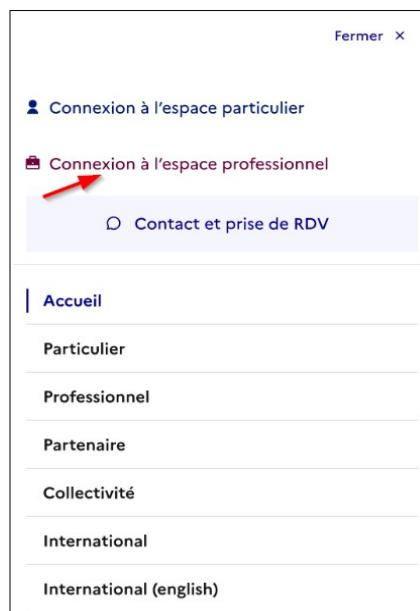 Fermer ×
Connexion à l'espace particulier
Connexion à l'espace professionnel
Contact et prise de RDV
Accueil
Particulier
Professionnel
Partenaire
Collectivité
International
International (english)